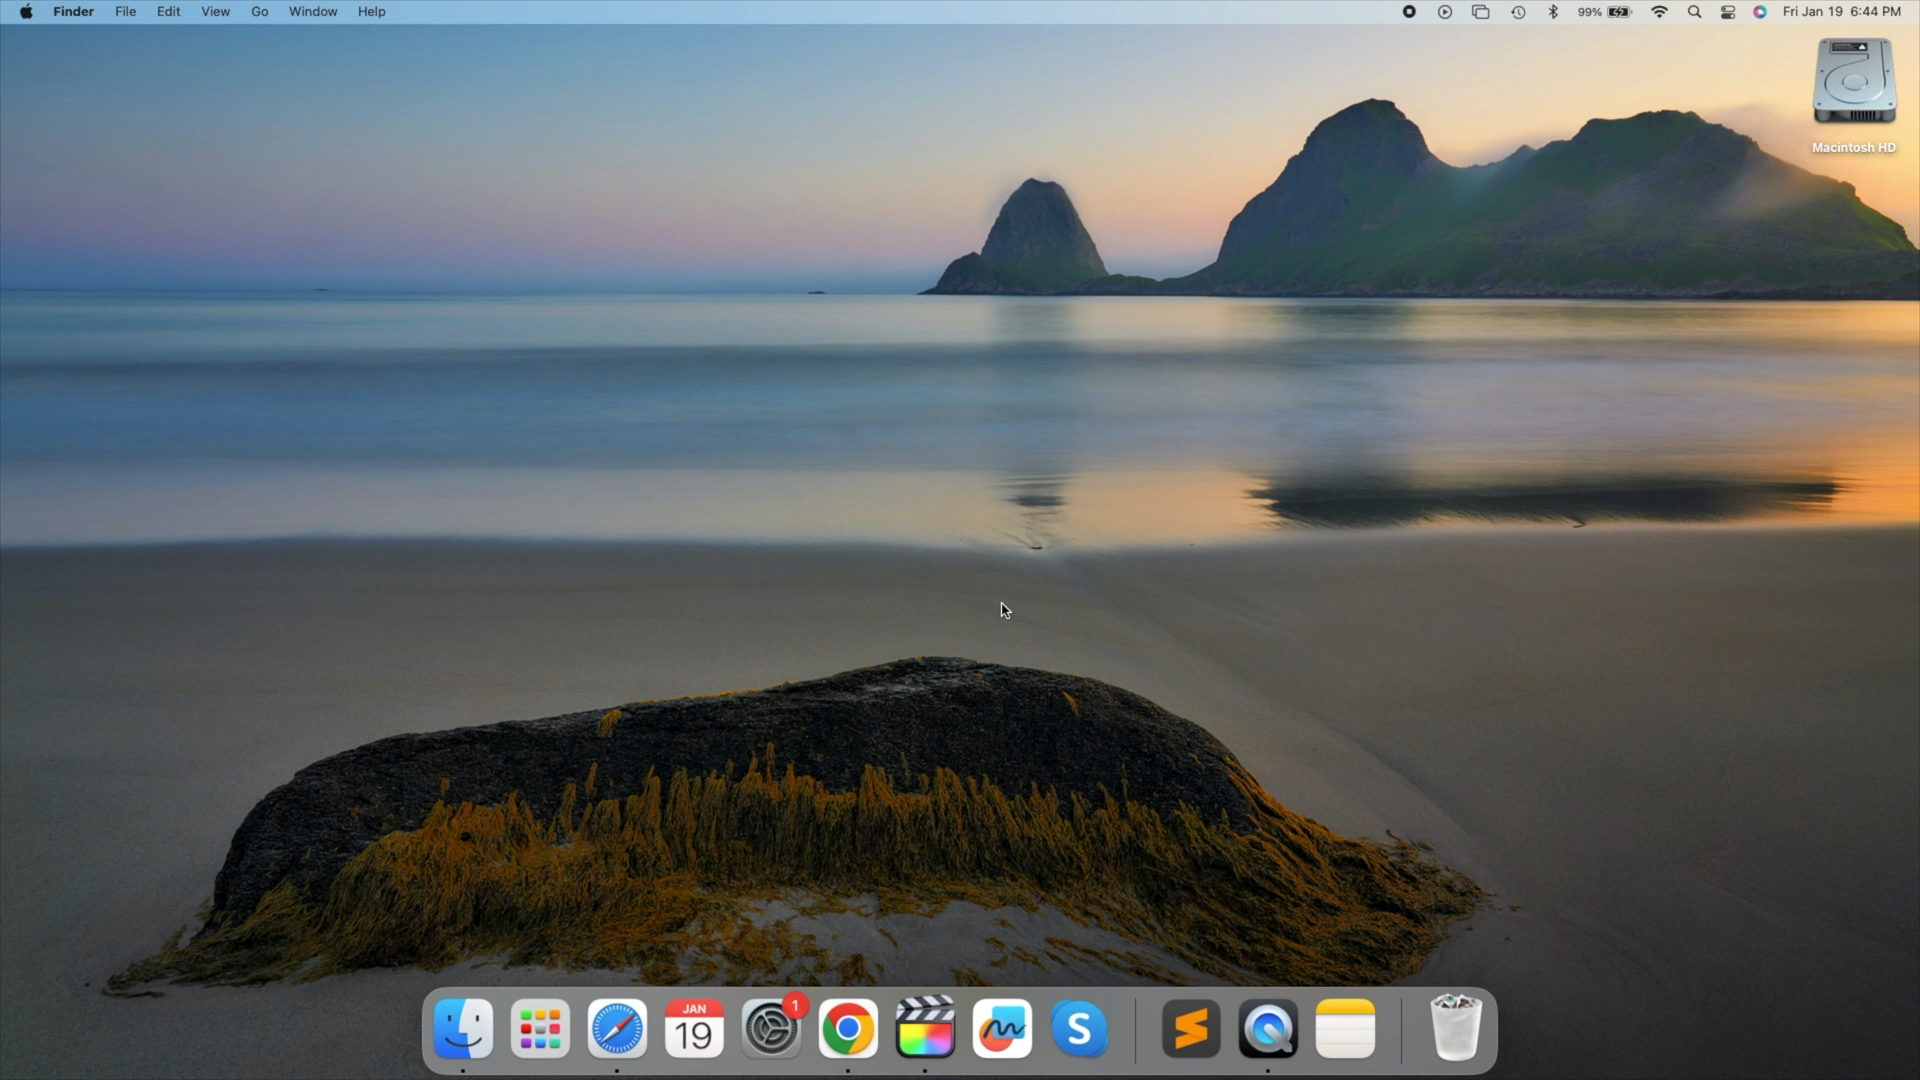 Finder File Edit View Go Window Help 99% Fri Jan 19 6:44 PM
Macintosh HD
JAN
19
1
S